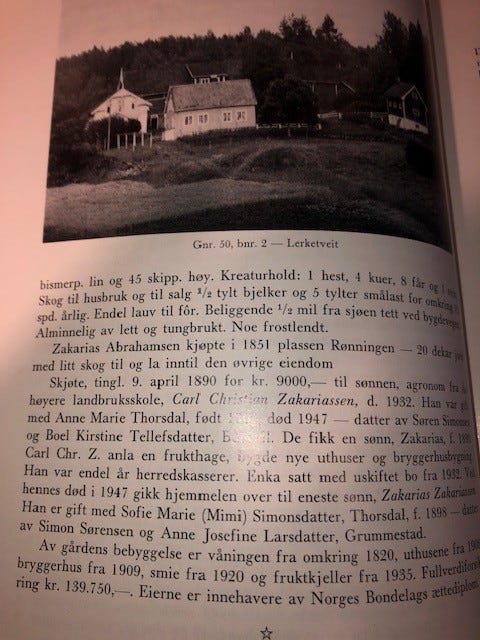 Gnr. 50, bnr. 2 — Lerketveit
bismerp. lin og 45 skipp. høy. Kreaturhold: 1 hest, 4 kuer, 8 får og 1
Skog til husbruk og til salg ½ tylt bjelker og 5 tylter smålast for omkring
spd. årlig. Endel lauv til fôr. Beliggende ½ mil fra sjøen tett ved bygdeveien.
Alminnelig av lett og tungbrukt. Noe frostlendt.
Zakarias Abrahamsen kjøpte i 1851 plassen Rønningen — 20 dekar
med litt skog til og la inntil den øvrige eiendom
Skjøte, tingl. 9. april 1890 for kr. 9000,— til sønnen, agronom fra
høyere landbruksskole, Carl Christian Zakariassen, d. 1932. Han var
med Anne Marie Thorsdal, født død 1947 — datter av Søren
og Boel Kirstine Tellefsdatter, De fikk en sønn, Zakarias, f.
Carl Chr. Z. anla en frukthage, bygde nye uthuser og bryggerhusbygning
Han var endel år herredskasserer. Enka satt med uskiftet bo fra 1932. Ved
hennes død i 1947 gikk hjemmelen over til eneste sønn, Zakarias Zakariassen.
Han er gift med Sofie Marie (Mimi) Simonsdatter, Thorsdal, f. 1898 — datter
av Simon Sørensen og Anne Josefine Larsdatter, Grummestad.
Av gårdens bebyggelse er våningen fra omkring 1820, uthusene fra
bryggerhus fra 1909, smie fra 1920 og fruktkjeller fra 1935.
ring kr. 139.750,—. Eierne er innehavere av Norges Bondelags ættediplom.